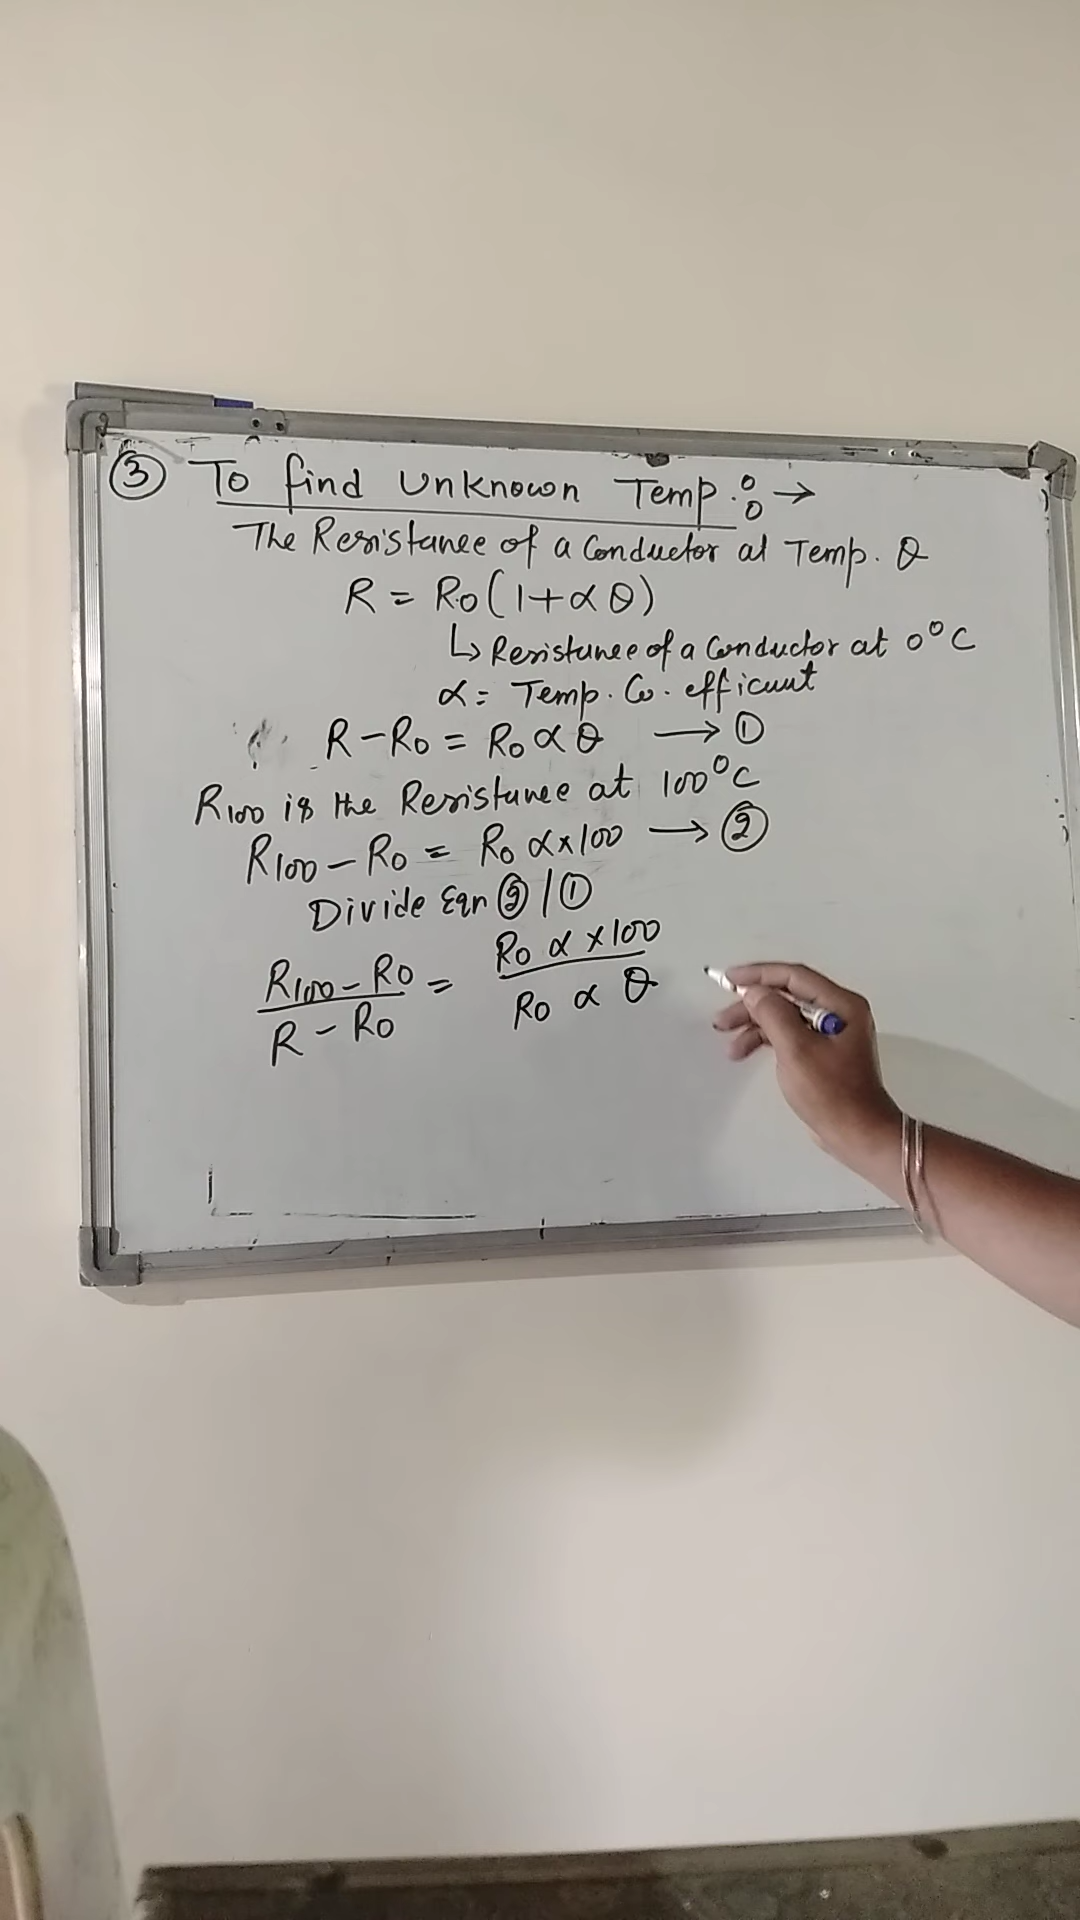 ③ To find Unknown Temp. :→
The Resistance of a Conductor at Temp. θ
R = R₀(1+αθ)
↳ Resistance of a Conductor at 0°C
α = Temp. Co. efficient
R-R₀ = R₀αθ → ①
R₁₀₀ is the Resistance at 100°C
R₁₀₀-R₀ = R₀α×100 → ②
Divide Eqn ②/①
(R₁₀₀-R₀)/(R-R₀) = (R₀α×100)/(R₀αθ)